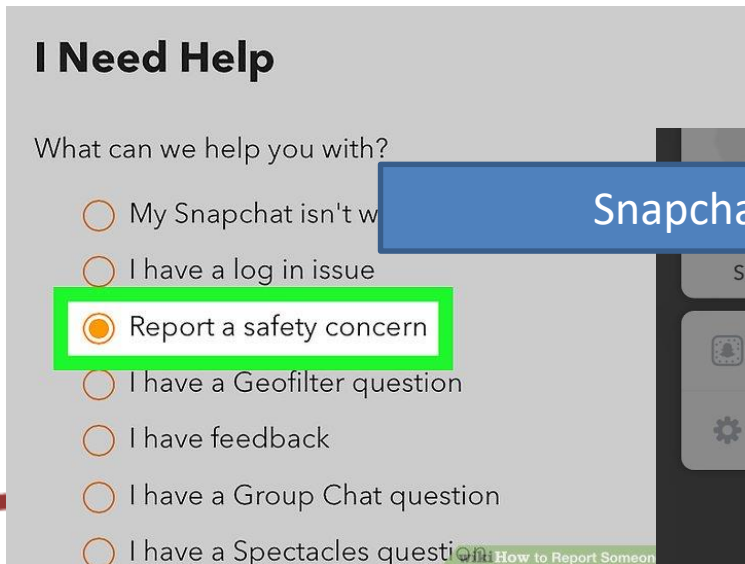 I Need Help
What can we help you with?
My Snapchat isn't w
Snapcha
I have a log in issue
S
Report a safety concern
I have a Geofilter question
I have feedback
I have a Group Chat question
I have a Spectacles question
wikiHow to Report Someon